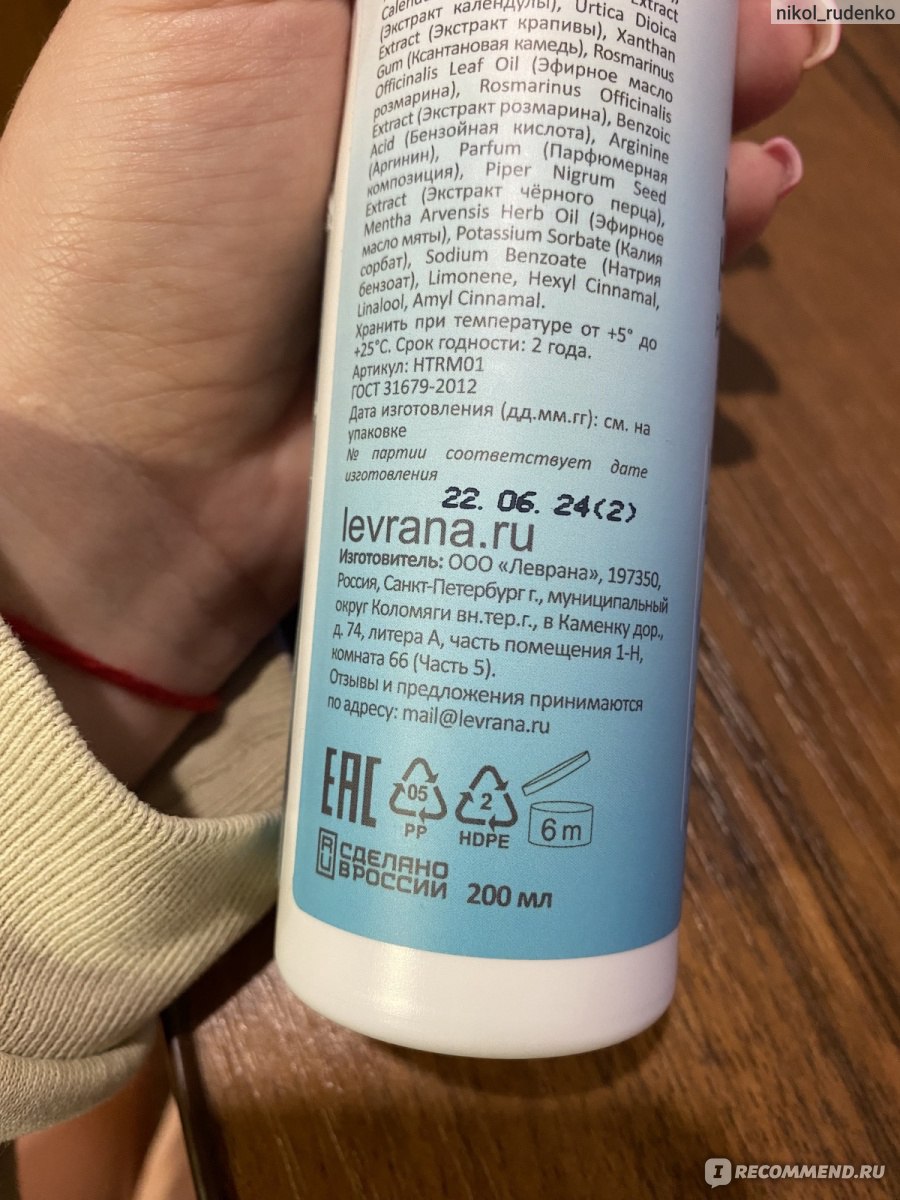 nikol_rudenko
Extract
(Экстракт календулы), Urtica Dioica
Extract (Экстракт крапивы), Xanthan
Gum (Ксантановая камедь), Rosmarinus
Officinalis Leaf Oil (Эфирное масло
розмарина), Rosmarinus Officinalis
Extract (Экстракт розмарина), Benzoic
Acid (Бензойная кислота), Arginine
(Аргинин), Parfum (Парфюмерная
композиция), Piper Nigrum Seed
Extract (Экстракт чёрного перца),
Mentha Arvensis Herb Oil (Эфирное
масло мяты), Potassium Sorbate (Калия
сорбат), Sodium Benzoate (Натрия
бензоат), Limonene, Hexyl Cinnamal,
Linalool, Amyl Cinnamal.
Хранить при температуре от +5° до
+25°C. Срок годности: 2 года.
Артикул: HTRM01
ГОСТ 31679-2012
Дата изготовления (дд.мм.гг): см. на
упаковке
№ партии соответствует дате
изготовления
22. 06. 24(2)
levrana.ru
Изготовитель: ООО «Леврана», 197350,
Россия, Санкт-Петербург г., муниципальный
округ Коломяги вн.тер.г., в Каменку дор.,
д. 74, литера А, часть помещения 1-Н,
комната 66 (Часть 5).
Отзывы и предложения принимаются
по адресу: mail@levrana.ru
EAC 05 2 6 m
PP HDPE
RU СДЕЛАНО
В РОССИИ 200 мл
IRECOMMEND.RU